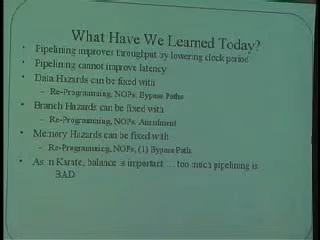 What Have We Learned Today?
• Pipelining improves throughput by lowering clock period
• Pipelining cannot improve latency
• Data Hazards can be fixed with
– Re-Programming, NOPs, Bypass Paths
• Branch Hazards can be fixed with
– Re-Programming, NOPs, Annulment
• Memory Hazards can be fixed with
– Re-Programming, NOPs, (1) Bypass Path
• As in Karate, balance is important ... too much pipelining is
BAD